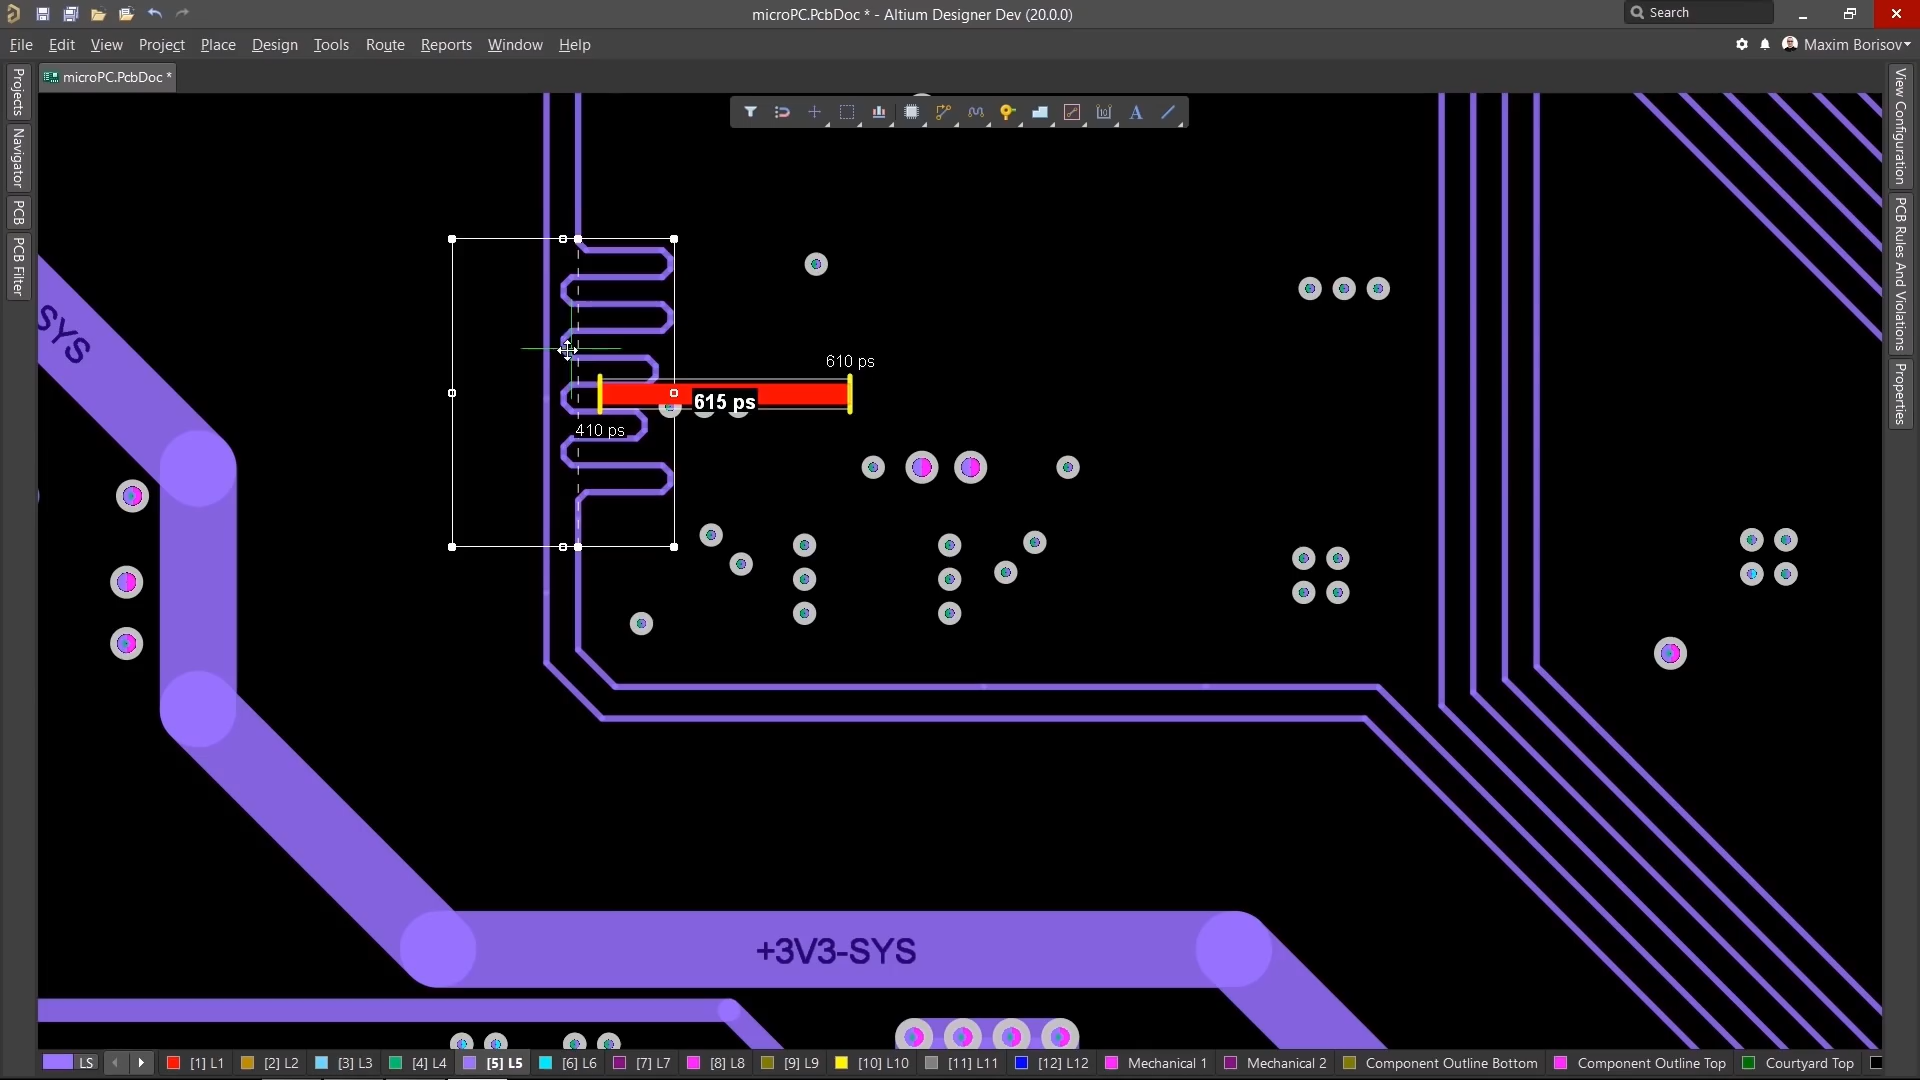 microPC.PcbDoc * - Altium Designer Dev (20.0.0)
Search
File Edit View Project Place Design Tools Route Reports Window Help
Maxim Borisov
microPC.PcbDoc *
Projects
Navigator
PCB
PCB Filter
View Configuration
PCB Rules And Violations
Properties
SYS
610 ps
615 ps
410 ps
+3V3-SYS
LS [1] L1 [2] L2 [3] L3 [4] L4 [5] L5 [6] L6 [7] L7 [8] L8 [9] L9 [10] L10 [11] L11 [12] L12 Mechanical 1 Mechanical 2 Component Outline Bottom Component Outline Top Courtyard Top